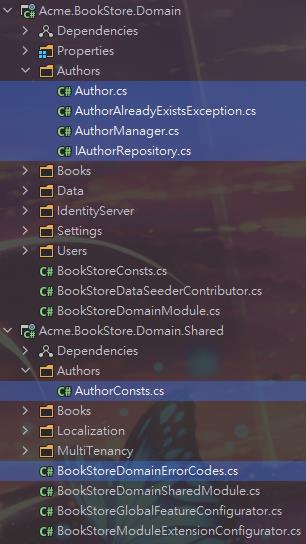 Acme.BookStore.Domain
Dependencies
Properties
Authors
C# Author.cs
C# AuthorAlreadyExistsException.cs
C# AuthorManager.cs
C# IAuthorRepository.cs
Books
Data
IdentityServer
Settings
Users
C# BookStoreConsts.cs
C# BookStoreDataSeederContributor.cs
C# BookStoreDomainModule.cs
Acme.BookStore.Domain.Shared
Dependencies
Authors
C# AuthorConsts.cs
Books
Localization
MultiTenancy
C# BookStoreDomainErrorCodes.cs
C# BookStoreDomainSharedModule.cs
C# BookStoreGlobalFeatureConfigurator.cs
C# BookStoreModuleExtensionConfigurator.cs